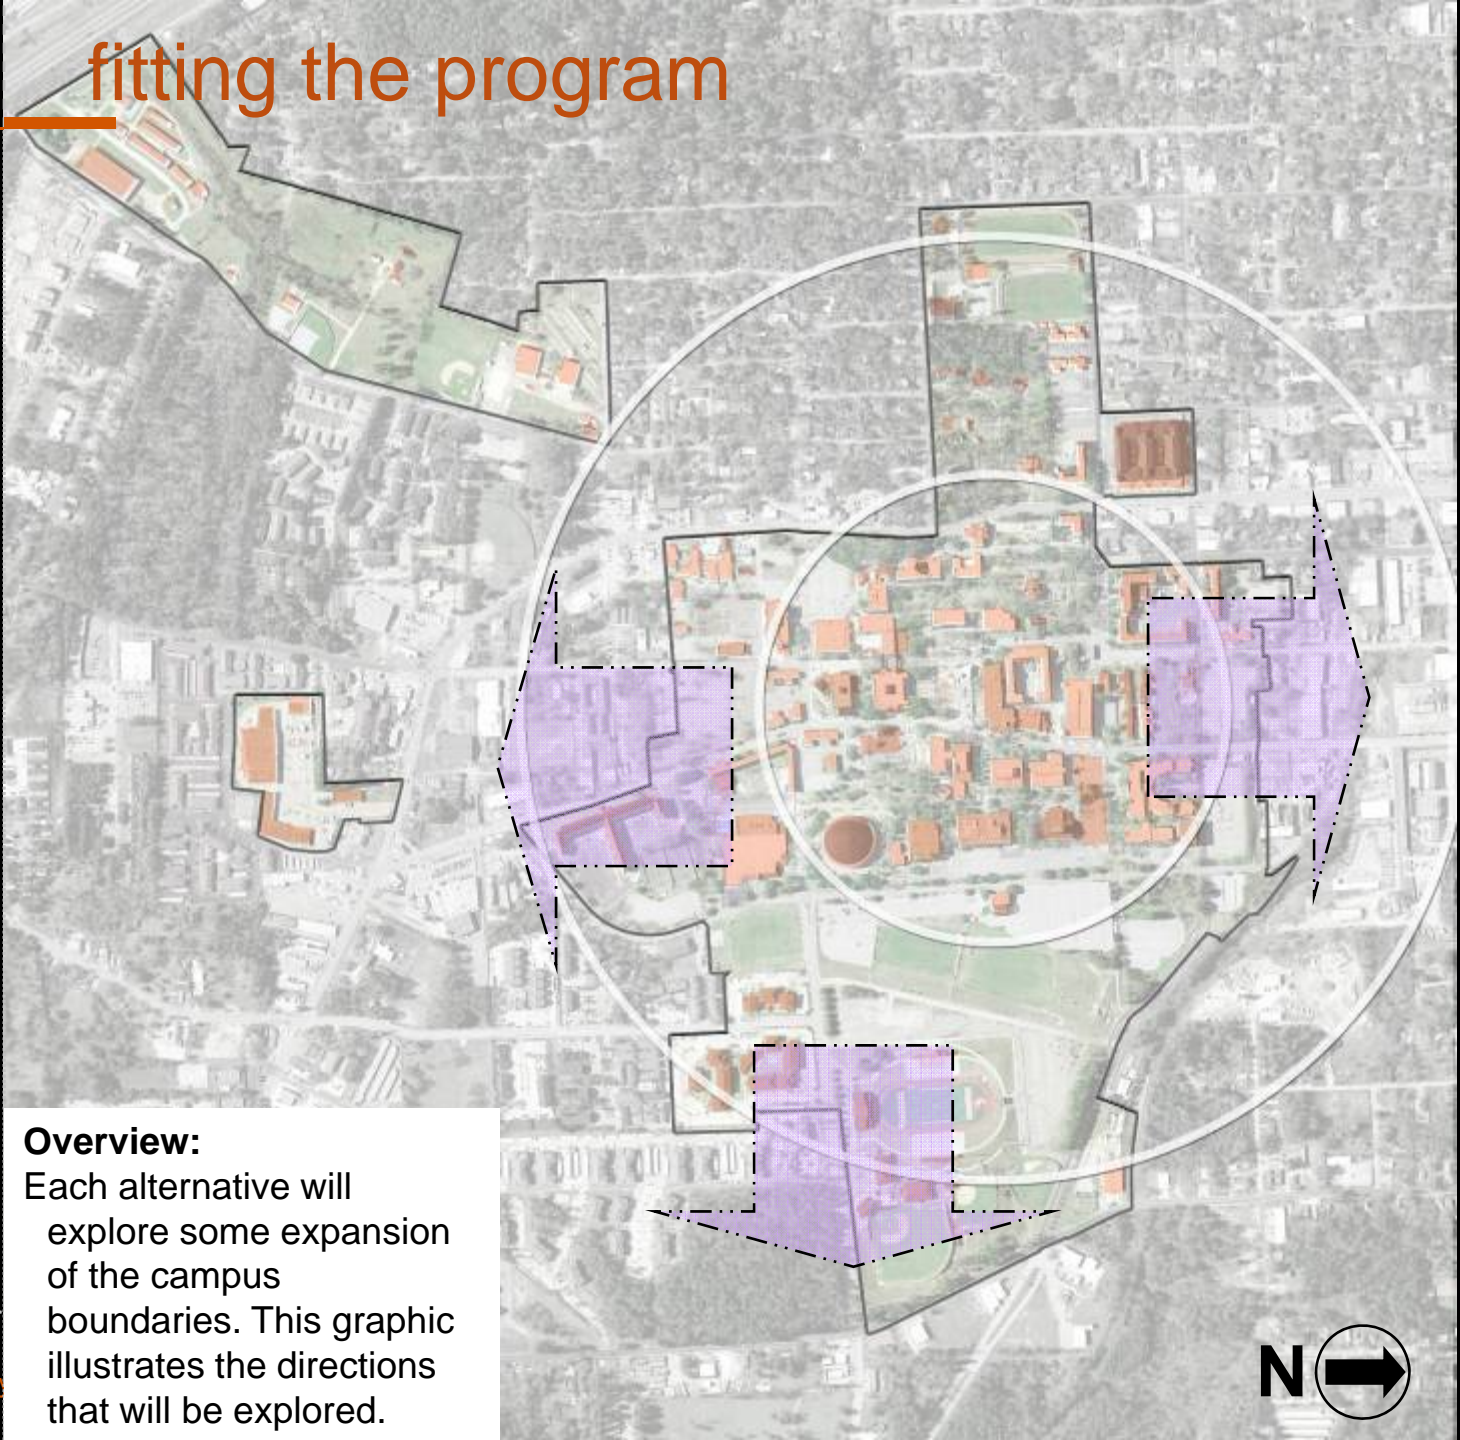 fitting the program
Overview:
Each alternative will
explore some expansion
of the campus
boundaries. This graphic
illustrates the directions
that will be explored.
N